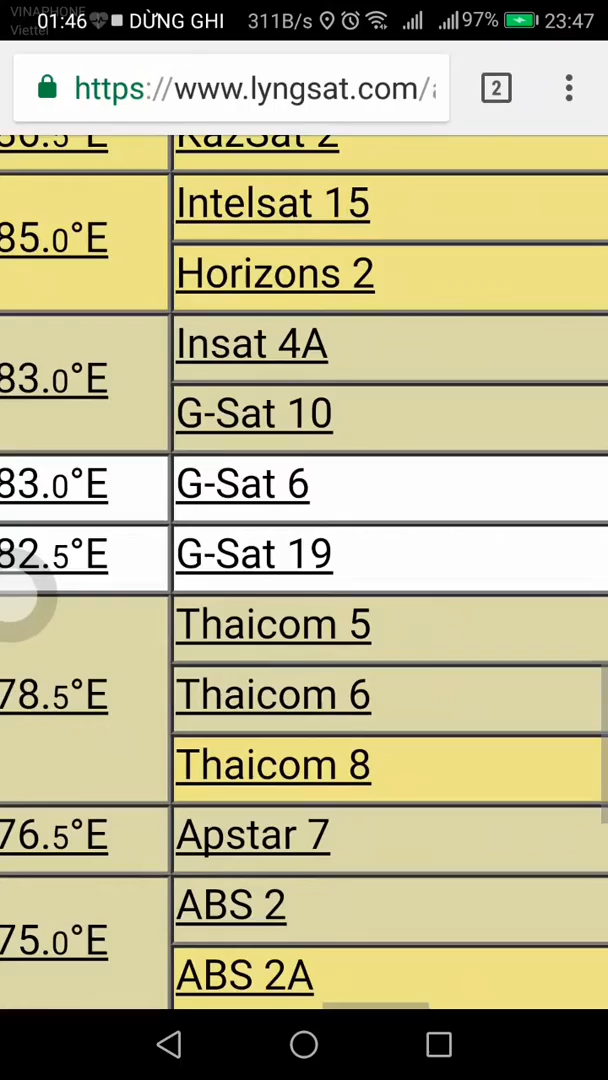 VINAPHONE
Viettel
01:46 DỪNG GHI 311B/s 97% 23:47
https://www.lyngsat.com/a
2
86.5°E KazSat 2
85.0°E Intelsat 15
Horizons 2
83.0°E Insat 4A
G-Sat 10
83.0°E G-Sat 6
82.5°E G-Sat 19
78.5°E Thaicom 5
Thaicom 6
Thaicom 8
76.5°E Apstar 7
75.0°E ABS 2
ABS 2A